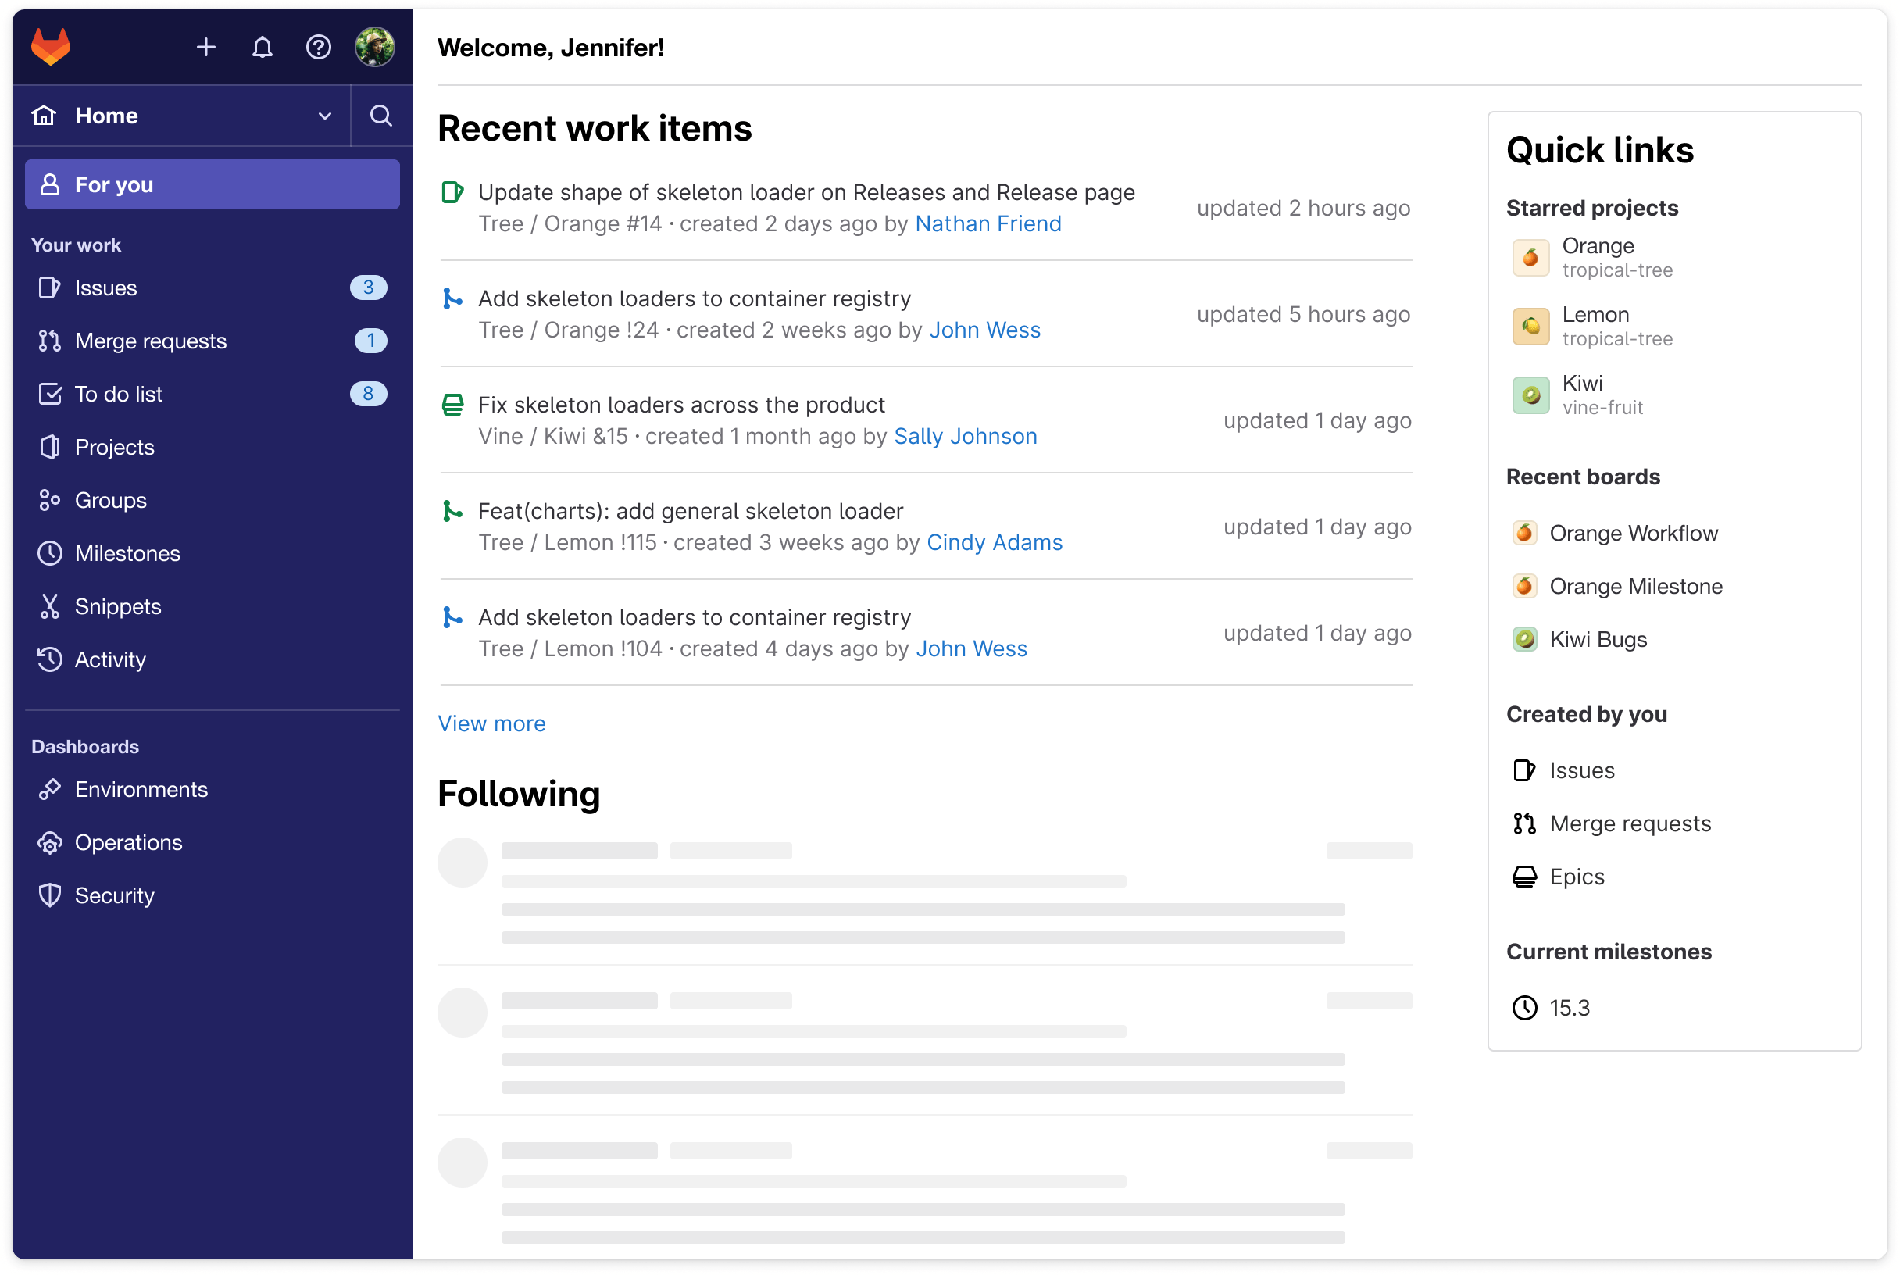 Welcome, Jennifer!
Home
For you
Your work
Issues 3
Merge requests 1
To do list 8
Projects
Groups
Milestones
Snippets
Activity
Dashboards
Environments
Operations
Security
Recent work items
Update shape of skeleton loader on Releases and Release page
Tree / Orange #14 · created 2 days ago by Nathan Friend
updated 2 hours ago
Add skeleton loaders to container registry
Tree / Orange !24 · created 2 weeks ago by John Wess
updated 5 hours ago
Fix skeleton loaders across the product
Vine / Kiwi &15 · created 1 month ago by Sally Johnson
updated 1 day ago
Feat(charts): add general skeleton loader
Tree / Lemon !115 · created 3 weeks ago by Cindy Adams
updated 1 day ago
Add skeleton loaders to container registry
Tree / Lemon !104 · created 4 days ago by John Wess
updated 1 day ago
View more
Following
Quick links
Starred projects
Orange
tropical-tree
Lemon
tropical-tree
Kiwi
vine-fruit
Recent boards
Orange Workflow
Orange Milestone
Kiwi Bugs
Created by you
Issues
Merge requests
Epics
Current milestones
15.3